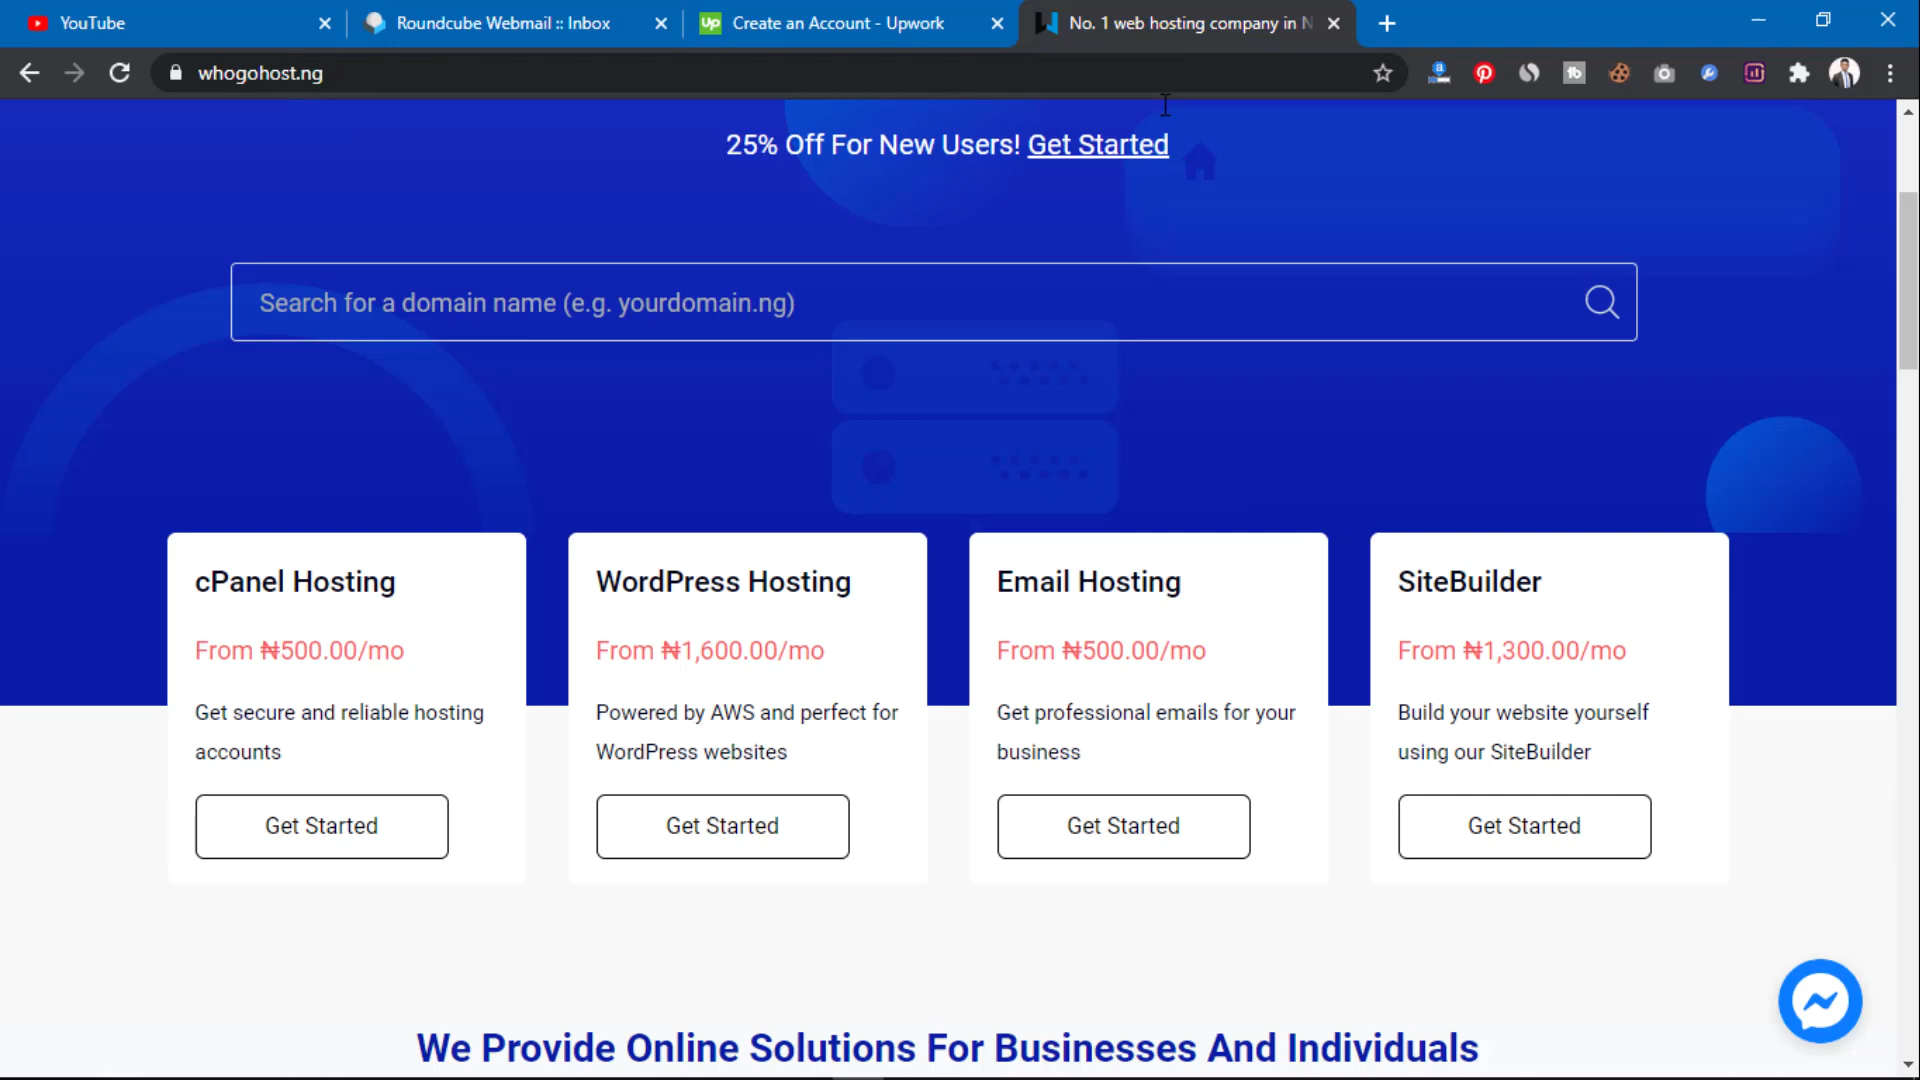 YouTube
Roundcube Webmail :: Inbox
Up Create an Account - Upwork
No. 1 web hosting company in N
whogohost.ng
25% Off For New Users! Get Started
Search for a domain name (e.g. yourdomain.ng)
cPanel Hosting
From ₦500.00/mo
Get secure and reliable hosting
accounts
Get Started
WordPress Hosting
From ₦1,600.00/mo
Powered by AWS and perfect for
WordPress websites
Get Started
Email Hosting
From ₦500.00/mo
Get professional emails for your
business
Get Started
SiteBuilder
From ₦1,300.00/mo
Build your website yourself
using our SiteBuilder
Get Started
We Provide Online Solutions For Businesses And Individuals